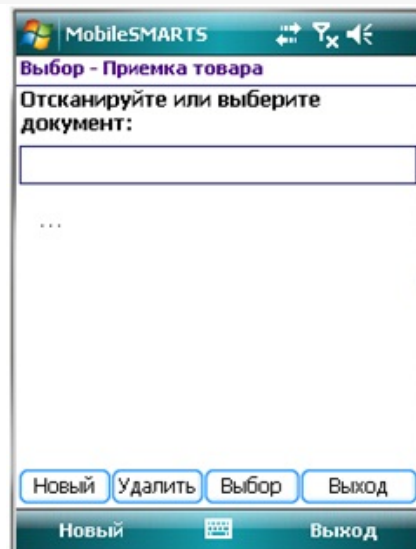 MobileSMARTS
Выбор - Приемка товара
Отсканируйте или выберите
документ:
...
Новый Удалить Выбор Выход
Новый Выход